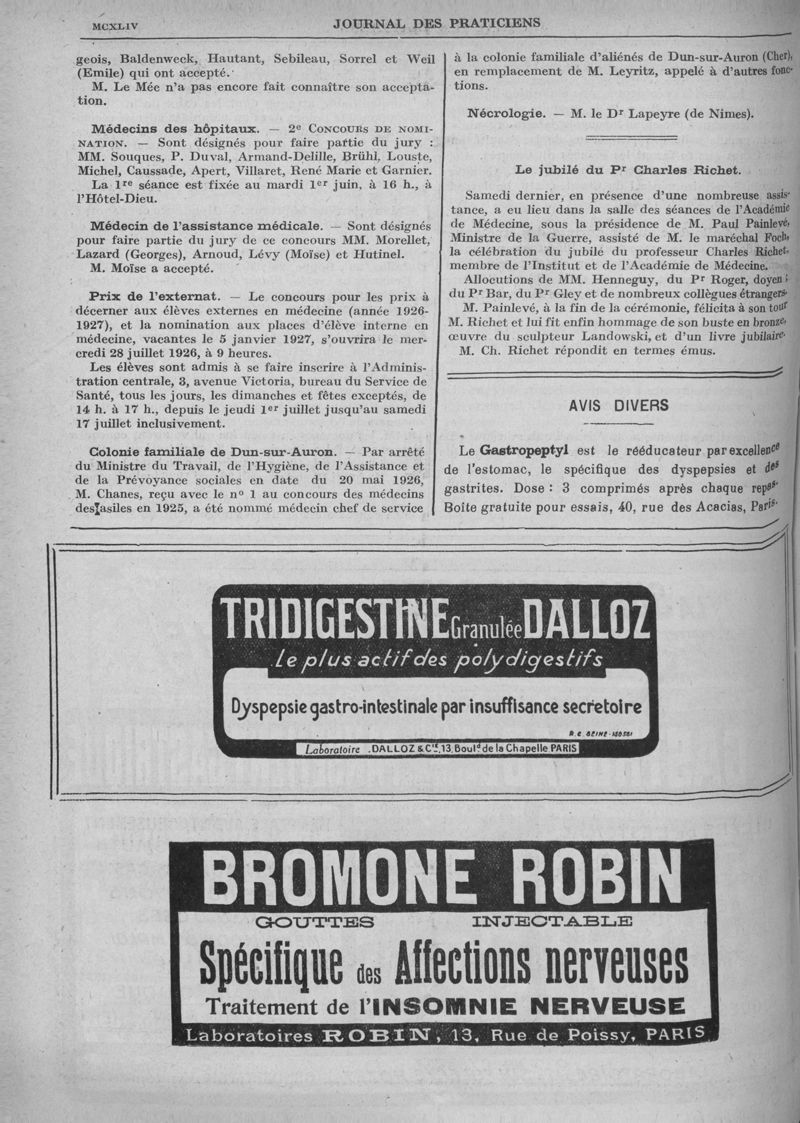 MCXLIV
JOURNAL DES PRATICIENS
geois, Baldenweck, Hautant, Sebileau, Sorrel et Weil
(Emile) qui ont accepté.
M. Le Mée n'a pas encore fait connaître son accepta-
tion.
Médecins des hôpitaux. — 2e CONCOURS DE NOMI-
NATION. — Sont désignés pour faire partie du jury :
MM. Souques, P. Duval, Armand-Delille, Brühl, Louste,
Michel, Caussade, Apert, Villaret, René Marie et Garnier.
La 1re séance est fixée au mardi 1er juin, à 16 h., à
l'Hôtel-Dieu.
Médecin de l'assistance médicale. — Sont désignés
pour faire partie du jury de ce concours MM. Morellet,
Lazard (Georges), Arnoud, Lévy (Moïse) et Hutinel.
M. Moïse a accepté.
Prix de l'externat. — Le concours pour les prix à
décerner aux élèves externes en médecine (année 1926-
1927), et la nomination aux places d'élève interne en
médecine, vacantes le 5 janvier 1927, s'ouvrira le mer-
credi 28 juillet 1926, à 9 heures.
Les élèves sont admis à se faire inscrire à l'Adminis-
tration centrale, 3, avenue Victoria, bureau du Service de
Santé, tous les jours, les dimanches et fêtes exceptés, de
14 h. à 17 h., depuis le jeudi 1er juillet jusqu'au samedi
17 juillet inclusivement.
Colonie familiale de Dun-sur-Auron. — Par arrêté
du Ministre du Travail, de l'Hygiène, de l'Assistance et
de la Prévoyance sociales en date du 20 mai 1926,
M. Chanes, reçu avec le no 1 au concours des médecins
des asiles en 1925, a été nommé médecin chef de service
à la colonie familiale d'aliénés de Dun-sur-Auron (Cher),
en remplacement de M. Leyritz, appelé à d'autres fonc-
tions.
Nécrologie. — M. le Dr Lapeyre (de Nimes).
Le jubilé du Pr Charles Richet.
Samedi dernier, en présence d'une nombreuse assis-
tance, a eu lieu dans la salle des séances de l'Académie
de Médecine, sous la présidence de M. Paul Painlevé,
Ministre de la Guerre, assisté de M. le maréchal Foch,
la célébration du jubilé du professeur Charles Richet,
membre de l'Institut et de l'Académie de Médecine.
Allocutions de MM. Henneguy, du Pr Roger, doyen ;
du Pr Bar, du Pr Gley et de nombreux collègues étrangers.
M. Painlevé, à la fin de la cérémonie, félicita à son tour
M. Richet et lui fit enfin hommage de son buste en bronze,
œuvre du sculpteur Landowski, et d'un livre jubilaire.
M. Ch. Richet répondit en termes émus.
AVIS DIVERS
Le Gastropeptyl est le rééducateur par excellence
de l'estomac, le spécifique des dyspepsies et des
gastrites. Dose : 3 comprimés après chaque repas.
Boite gratuite pour essais, 40, rue des Acacias, Paris.
TRIDIGESTINE Granulée DALLOZ
Le plus actif des polydigestifs
Dyspepsie gastro-intestinale par insuffisance secretoire
Laboratoire .DALLOZ & Cie.13.Bould de la Chapelle PARIS
BROMONE ROBIN
GOUTTES INJECTABLE
Spécifique des Affections nerveuses
Traitement de l'INSOMNIE NERVEUSE
Laboratoires ROBIN, 13, Rue de Poissy, PARIS